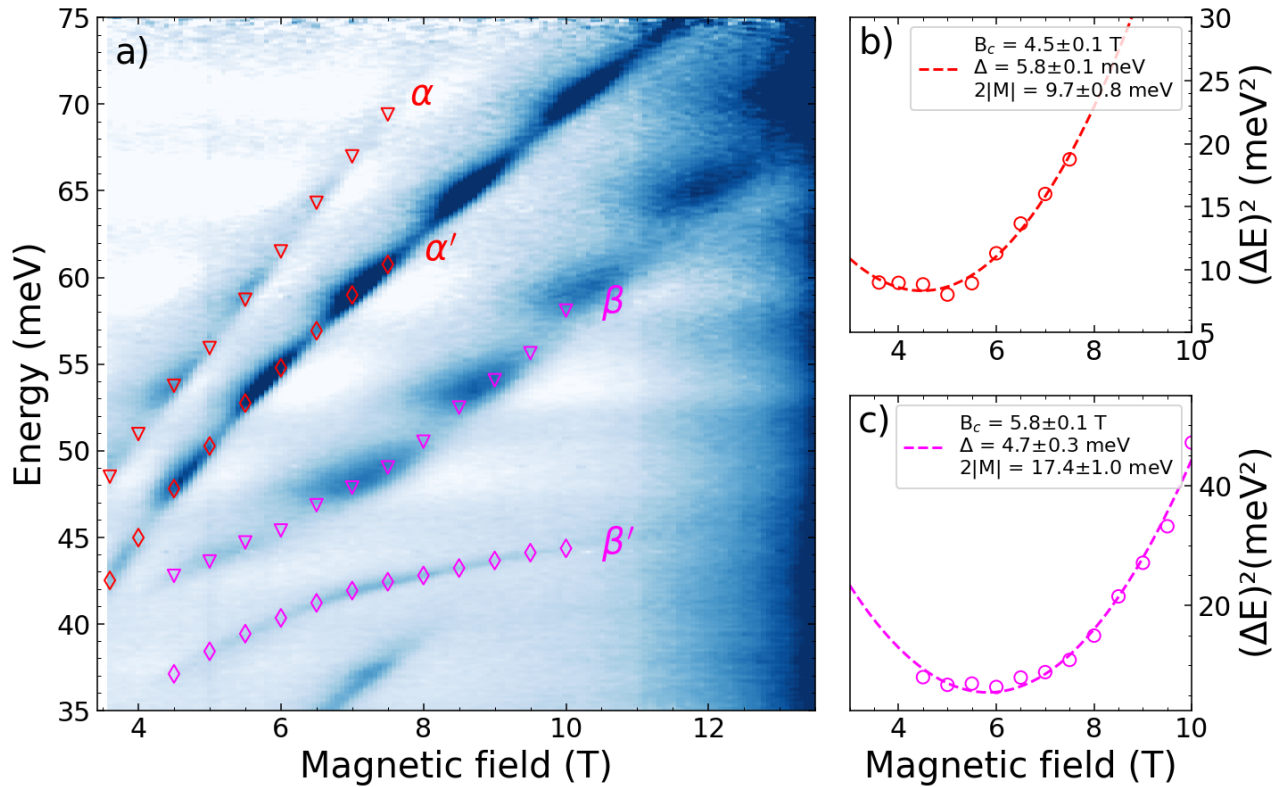 a)
α
α′
β
β′
75
70
65
60
55
50
45
40
35
4
6
8
10
12
Energy (meV)
Magnetic field (T)
b)
B_c = 4.5±0.1 T
Δ = 5.8±0.1 meV
2|M| = 9.7±0.8 meV
30
25
20
15
10
5
4
6
8
10
(ΔE)² (meV²)
c)
B_c = 5.8±0.1 T
Δ = 4.7±0.3 meV
2|M| = 17.4±1.0 meV
40
20
4
6
8
10
(ΔE)²(meV²)
Magnetic field (T)